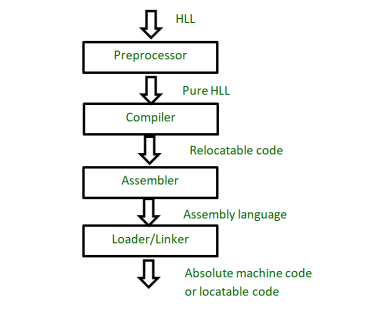 HLL
Preprocessor
Pure HLL
Compiler
Relocatable code
Assembler
Assembly language
Loader/Linker
Absolute machine code
or locatable code